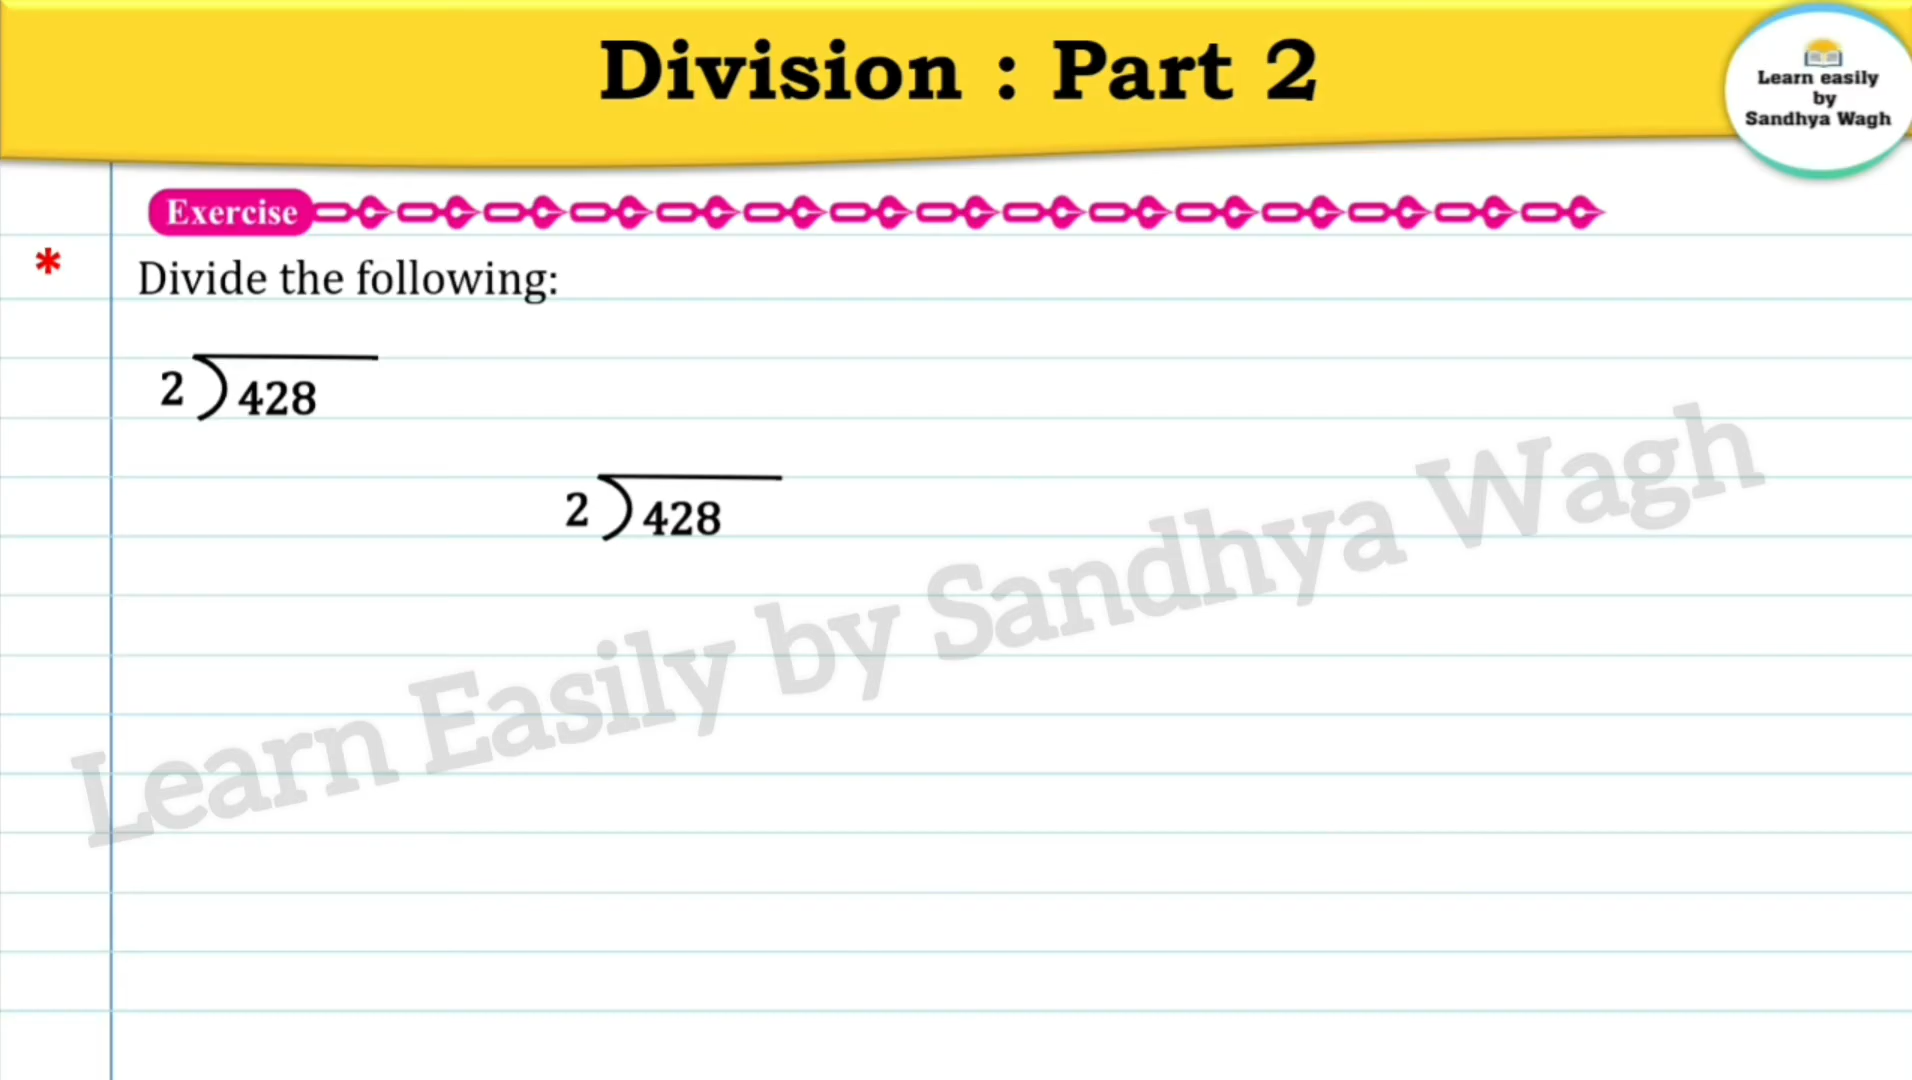 Division : Part 2
Learn easily
by
Sandhya Wagh
Exercise
* Divide the following:
2 ) 428
2 ) 428
Learn Easily by Sandhya Wagh